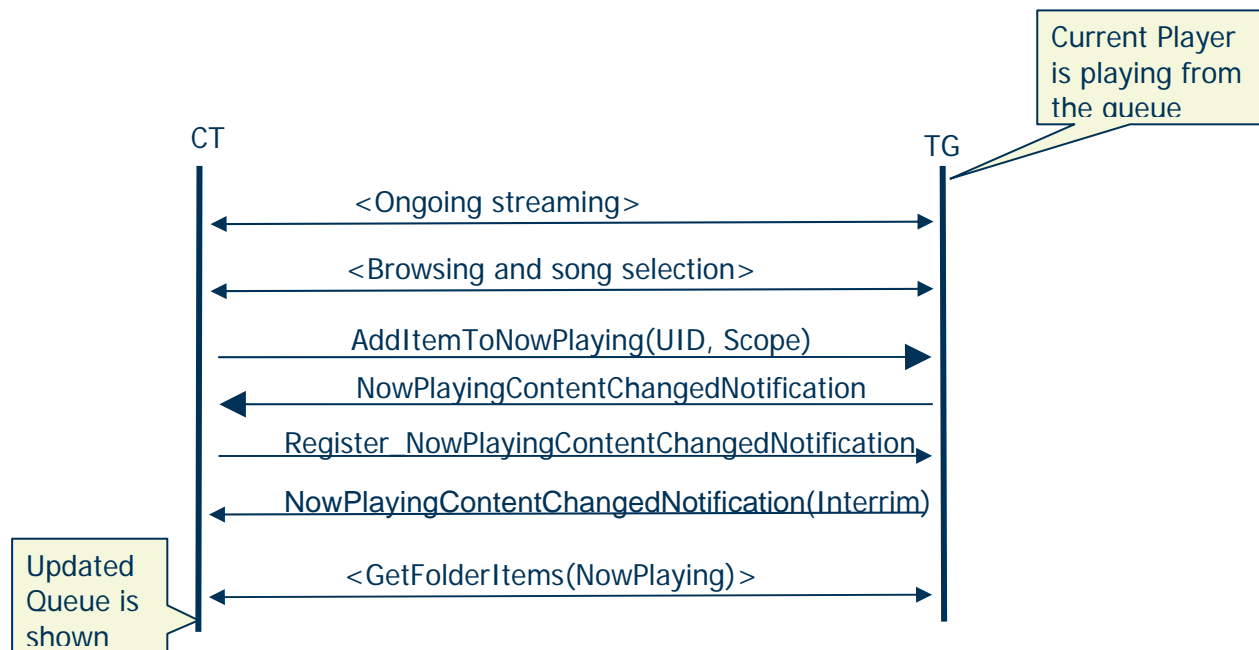 Current Player
is playing from
the queue
CT
TG
<Ongoing streaming>
<Browsing and song selection>
AddItemToNowPlaying(UID, Scope)
NowPlayingContentChangedNotification
Register_NowPlayingContentChangedNotification
NowPlayingContentChangedNotification(Interrim)
<GetFolderItems(NowPlaying)>
Updated
Queue is
shown